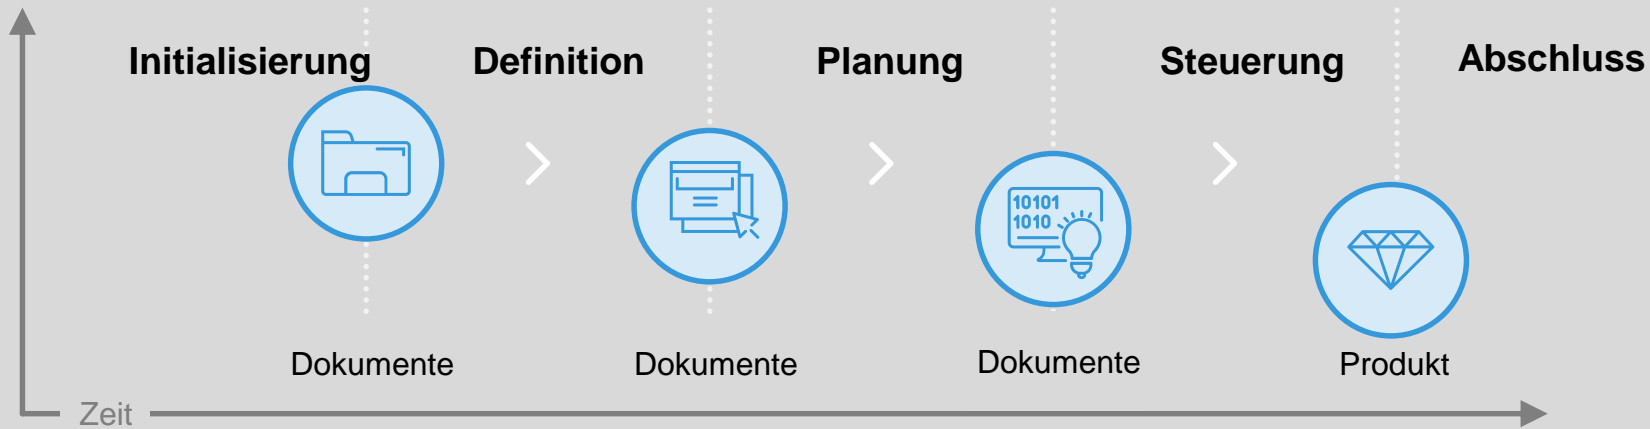 Initialisierung
Definition
Planung
Steuerung
Abschluss
10101
1010
Dokumente
Dokumente
Dokumente
Produkt
Zeit